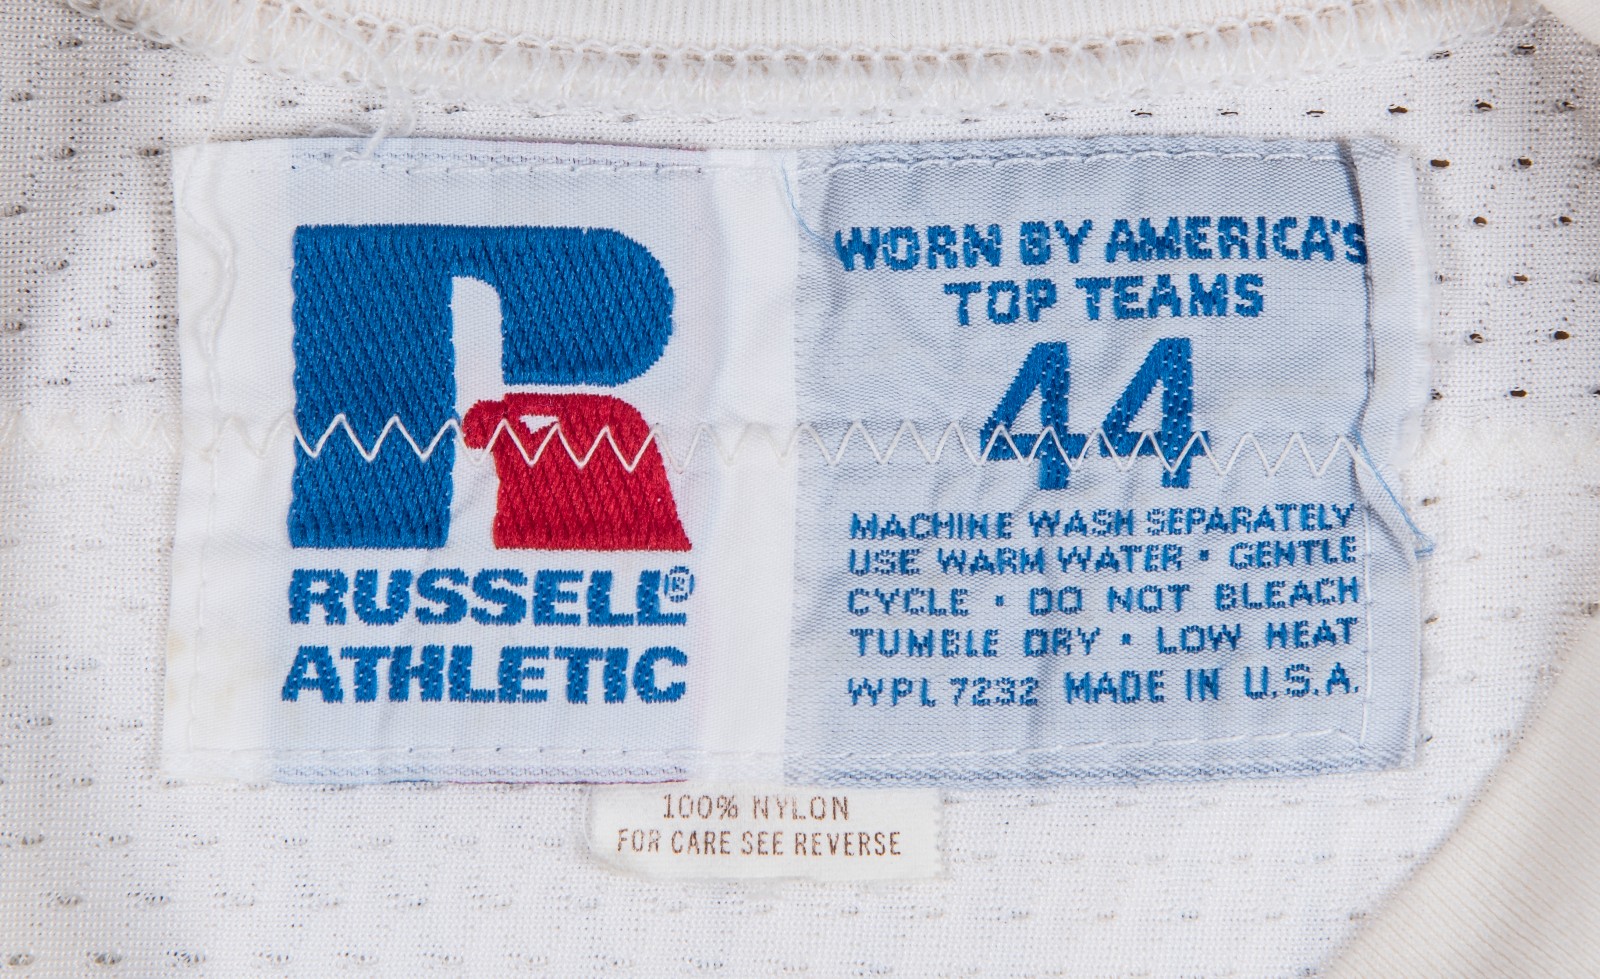 RUSSELL®
ATHLETIC
WORN BY AMERICA'S
TOP TEAMS
44
MACHINE WASH SEPARATELY
USE WARM WATER • GENTLE
CYCLE • DO NOT BLEACH
TUMBLE DRY • LOW HEAT
WPL 7232 MADE IN U.S.A.
100% NYLON
FOR CARE SEE REVERSE